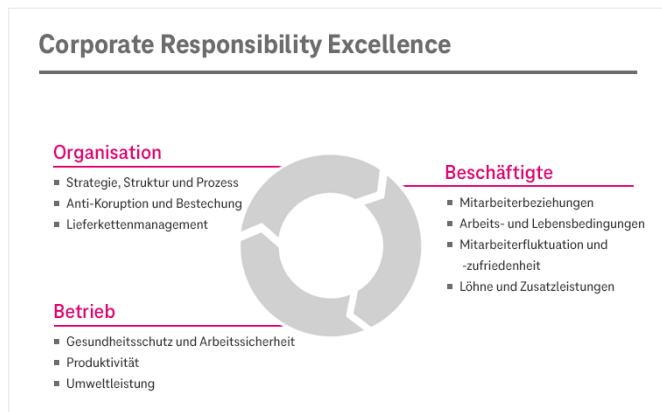 Corporate Responsibility Excellence
Organisation
Strategie, Struktur und Prozess
Anti-Koruption und Bestechung
Lieferkettenmanagement
Beschäftigte
Mitarbeiterbeziehungen
Arbeits- und Lebensbedingungen
Mitarbeiterfluktuation und
-zufriedenheit
Löhne und Zusatzleistungen
Betrieb
Gesundheitsschutz und Arbeitssicherheit
Produktivität
Umweltleistung